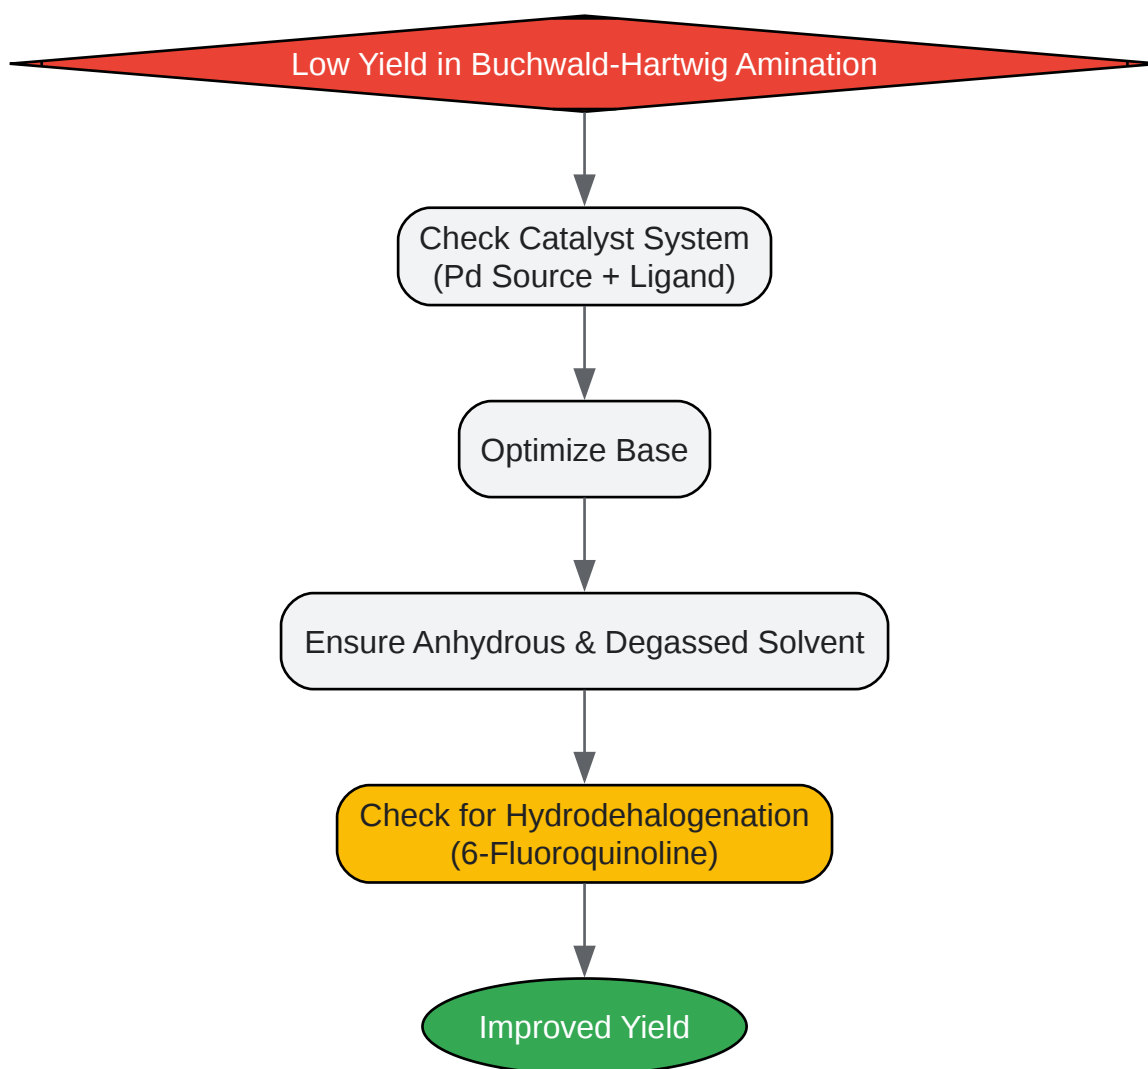 Low Yield in Buchwald-Hartwig Amination
Check Catalyst System
(Pd Source + Ligand)
Optimize Base
Ensure Anhydrous & Degassed Solvent
Check for Hydrodehalogenation
(6-Fluoroquinoline)
Improved Yield